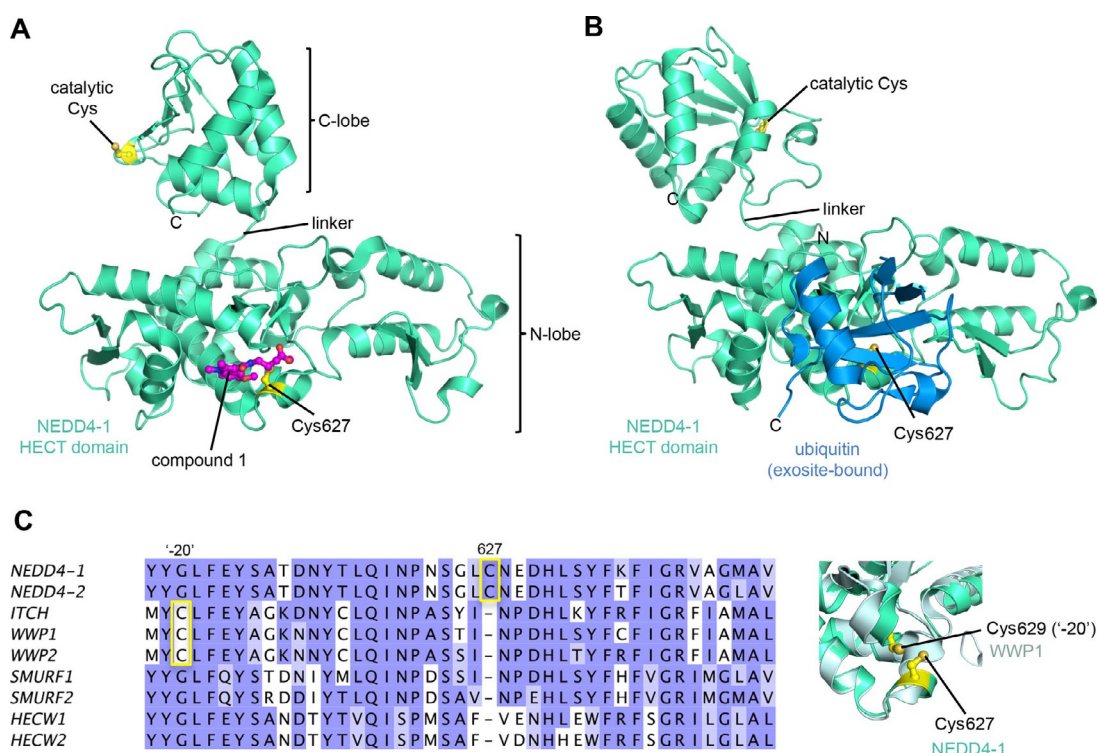 A
catalytic
Cys
C-lobe
C
linker
N-lobe
Cys627
NEDD4-1
HECT domain
compound 1
B
catalytic Cys
C
linker
N
Cys627
C
NEDD4-1
HECT domain
ubiquitin
(exosite-bound)
C
'-20' 627
NEDD4-1 YYGLFEYSATDNYTLQINPNSGLCNEDHLSYFKFIGRVAGMAV
NEDD4-2 YYGLFEYSATDNYTLQINPNSGLCNEDHLSYFTFIGRVAGLAV
ITCH MYCLFEYAGKDNYCLQINPASYI–NPDHLKYFRFIGRFIAMAL
WWP1 MYCLFEYAGKNNYCLQINPASTI–NPDHLSYFCFIGRFIAMAL
WWP2 MYCLFEYAGKNNYCLQINPASSI–NPDHLTYFRFIGRFIAMAL
SMURF1 YYGLFQYSTDNIYMLQINPDSSI–NPDHLSYFHFVGRIMGLAV
SMURF2 YYGLFQYSRDDIYTLQINPDSAV–NPEHLSYFHFVGRIMGMAV
HECW1 YYGLFEYSANDTYTVQISPMSAF–VENHLEWFRFSGRILGLAL
HECW2 YYGLFEYSANDTYTVQISPMSAF–VDNHHEWFRFSGRILGLAL
Cys629 ('-20')
WWP1
Cys627
NEDD4-1